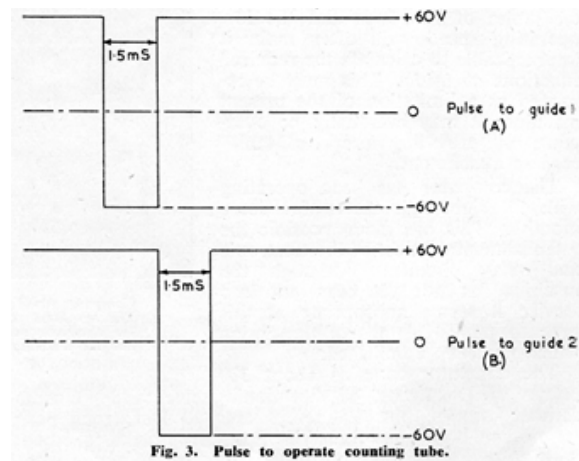 +60V
1·5mS
O Pulse to guide 1
(A)
-60V
+60V
1·5mS
O Pulse to guide 2
(B)
-60V
Fig. 3. Pulse to operate counting tube.